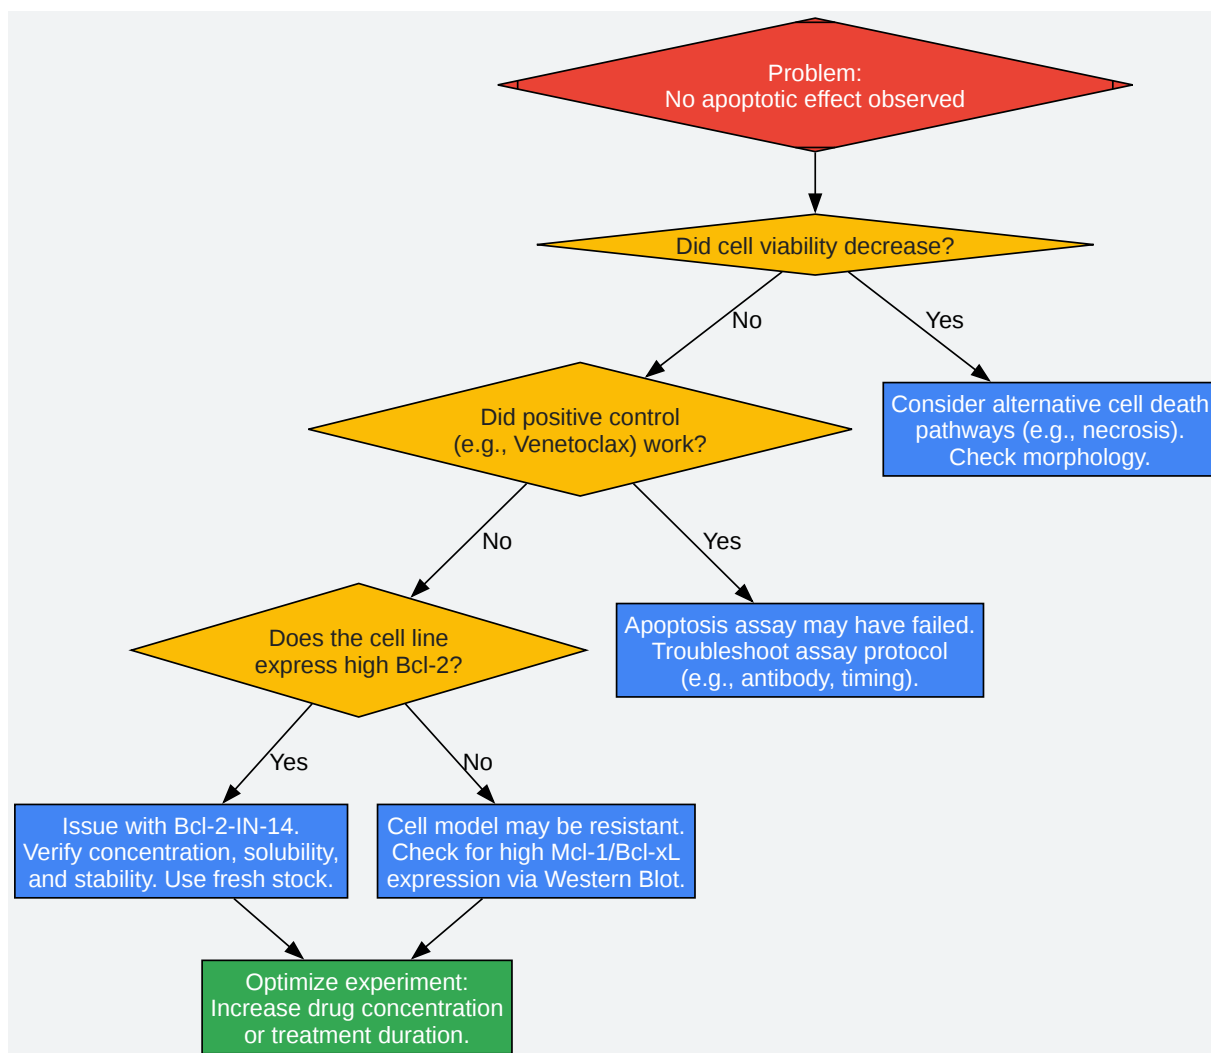 Problem:
No apoptotic effect observed
Did cell viability decrease?
No
Yes
Did positive control
(e.g., Venetoclax) work?
Consider alternative cell death
pathways (e.g., necrosis).
Check morphology.
No
Yes
Does the cell line
express high Bcl-2?
Apoptosis assay may have failed.
Troubleshoot assay protocol
(e.g., antibody, timing).
Yes
No
Issue with Bcl-2-IN-14.
Verify concentration, solubility,
and stability. Use fresh stock.
Cell model may be resistant.
Check for high Mcl-1/Bcl-xL
expression via Western Blot.
Optimize experiment:
Increase drug concentration
or treatment duration.